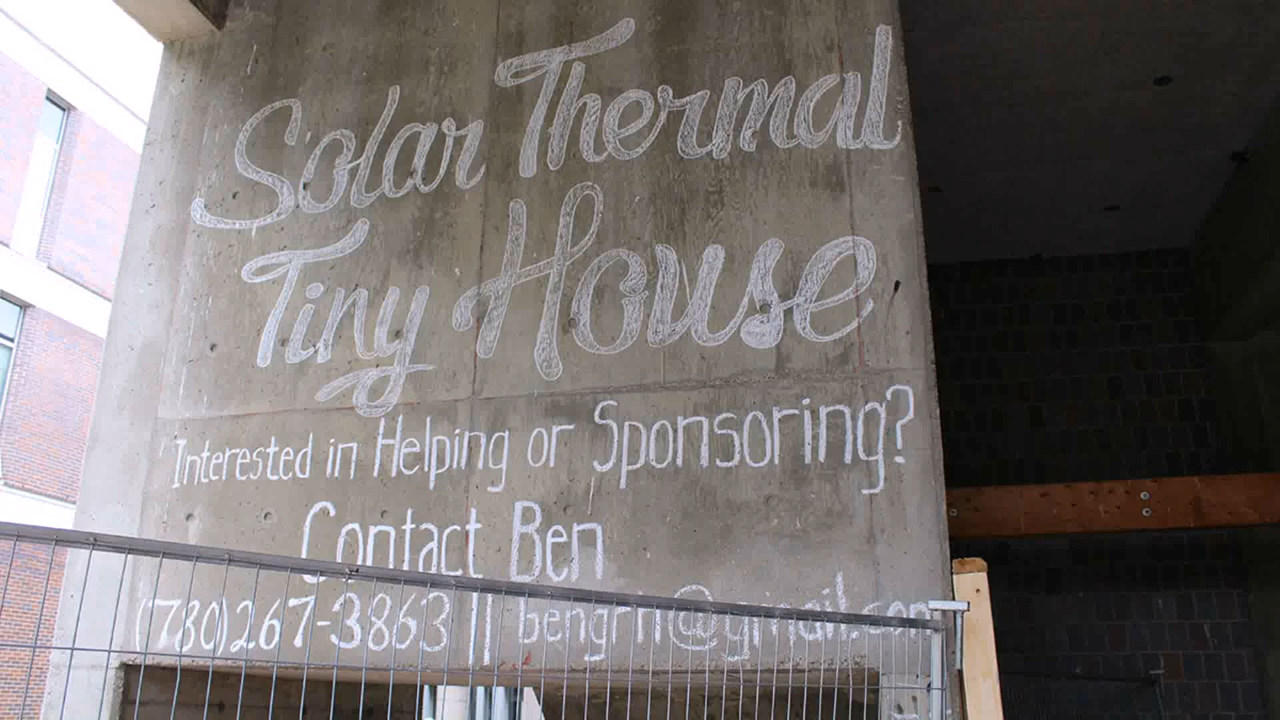 Solar Thermal
Tiny House
Interested in Helping or Sponsoring?
Contact Ben
(780)267-3863 ||